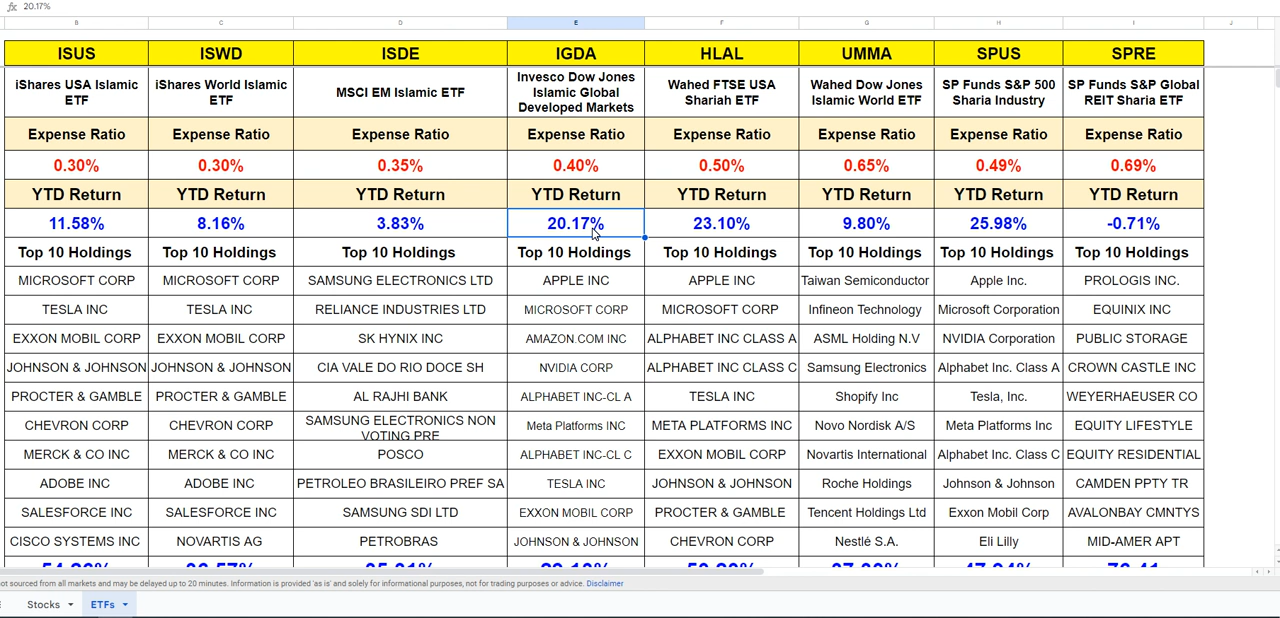 20.17%
B C D E F G H I J
ISUS ISWD ISDE IGDA HLAL UMMA SPUS SPRE
iShares USA Islamic ETF
iShares World Islamic ETF
MSCI EM Islamic ETF
Invesco Dow Jones Islamic Global Developed Markets
Wahed FTSE USA Shariah ETF
Wahed Dow Jones Islamic World ETF
SP Funds S&P 500 Sharia Industry
SP Funds S&P Global REIT Sharia ETF
Expense Ratio Expense Ratio Expense Ratio Expense Ratio Expense Ratio Expense Ratio Expense Ratio Expense Ratio
0.30% 0.30% 0.35% 0.40% 0.50% 0.65% 0.49% 0.69%
YTD Return YTD Return YTD Return YTD Return YTD Return YTD Return YTD Return YTD Return
11.58% 8.16% 3.83% 20.17% 23.10% 9.80% 25.98% -0.71%
Top 10 Holdings Top 10 Holdings Top 10 Holdings Top 10 Holdings Top 10 Holdings Top 10 Holdings Top 10 Holdings Top 10 Holdings
MICROSOFT CORP MICROSOFT CORP SAMSUNG ELECTRONICS LTD APPLE INC APPLE INC Taiwan Semiconductor Apple Inc. PROLOGIS INC.
TESLA INC TESLA INC RELIANCE INDUSTRIES LTD MICROSOFT CORP MICROSOFT CORP Infineon Technology Microsoft Corporation EQUINIX INC
EXXON MOBIL CORP EXXON MOBIL CORP SK HYNIX INC AMAZON.COM INC ALPHABET INC CLASS A ASML Holding N.V NVIDIA Corporation PUBLIC STORAGE
JOHNSON & JOHNSON JOHNSON & JOHNSON CIA VALE DO RIO DOCE SH NVIDIA CORP ALPHABET INC CLASS C Samsung Electronics Alphabet Inc. Class A CROWN CASTLE INC
PROCTER & GAMBLE PROCTER & GAMBLE AL RAJHI BANK ALPHABET INC-CL A TESLA INC Shopify Inc Tesla, Inc. WEYERHAEUSER CO
CHEVRON CORP CHEVRON CORP SAMSUNG ELECTRONICS NON VOTING PRE Meta Platforms INC META PLATFORMS INC Novo Nordisk A/S Meta Platforms Inc EQUITY LIFESTYLE
MERCK & CO INC MERCK & CO INC POSCO ALPHABET INC-CL C EXXON MOBIL CORP Novartis International Alphabet Inc. Class C EQUITY RESIDENTIAL
ADOBE INC ADOBE INC PETROLEO BRASILEIRO PREF SA TESLA INC JOHNSON & JOHNSON Roche Holdings Johnson & Johnson CAMDEN PPTY TR
SALESFORCE INC SALESFORCE INC SAMSUNG SDI LTD EXXON MOBIL CORP PROCTER & GAMBLE Tencent Holdings Ltd Exxon Mobil Corp AVALONBAY CMNTYS
CISCO SYSTEMS INC NOVARTIS AG PETROBRAS JOHNSON & JOHNSON CHEVRON CORP Nestlé S.A. Eli Lilly MID-AMER APT
not sourced from all markets and may be delayed up to 20 minutes. Information is provided 'as is' and solely for informational purposes, not for trading purposes or advice. Disclaimer
Stocks ETFs